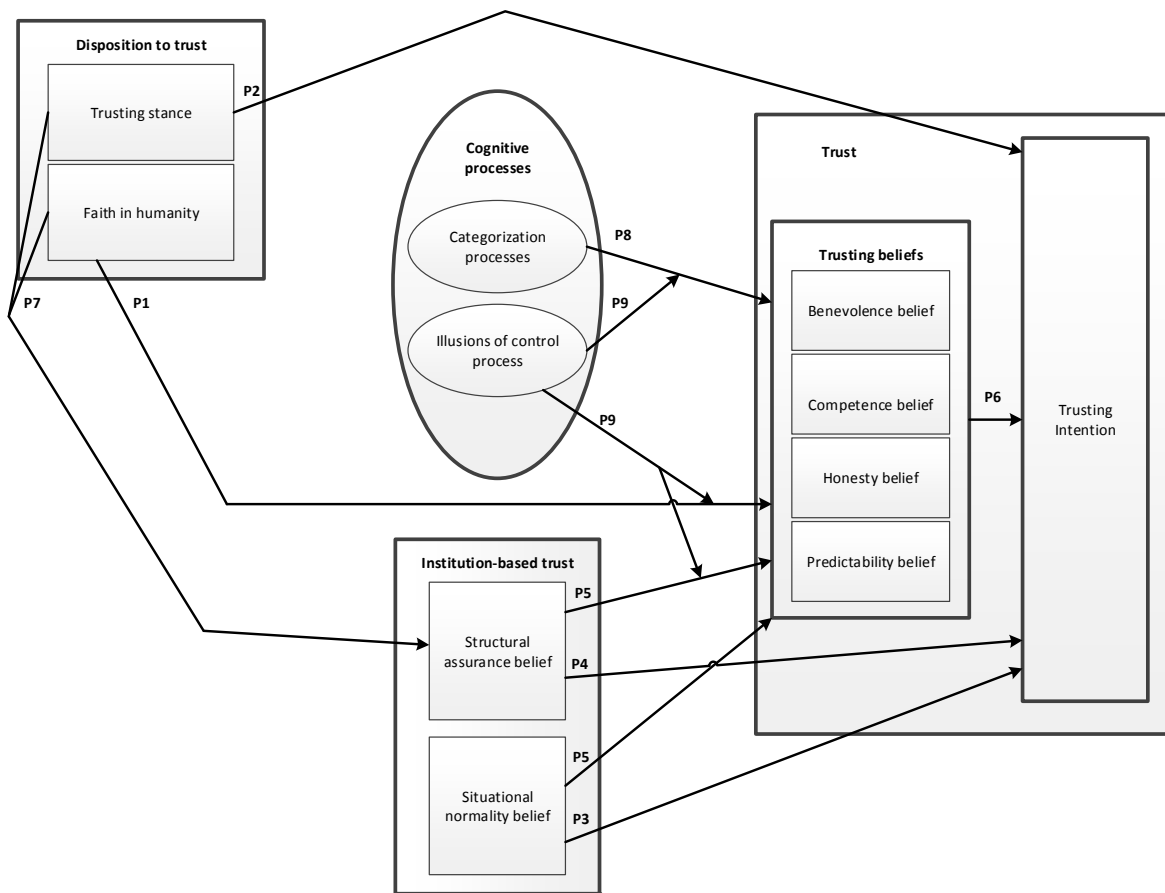 Disposition to trust
Trusting stance
Faith in humanity
P2
P7
P1
Cognitive
processes
Categorization
processes
Illusions of control
process
P8
P9
P9
Trust
Trusting beliefs
Benevolence belief
Competence belief
Honesty belief
Predictability belief
P6
Trusting
Intention
Institution-based trust
Structural
assurance belief
Situational
normality belief
P5
P4
P5
P3